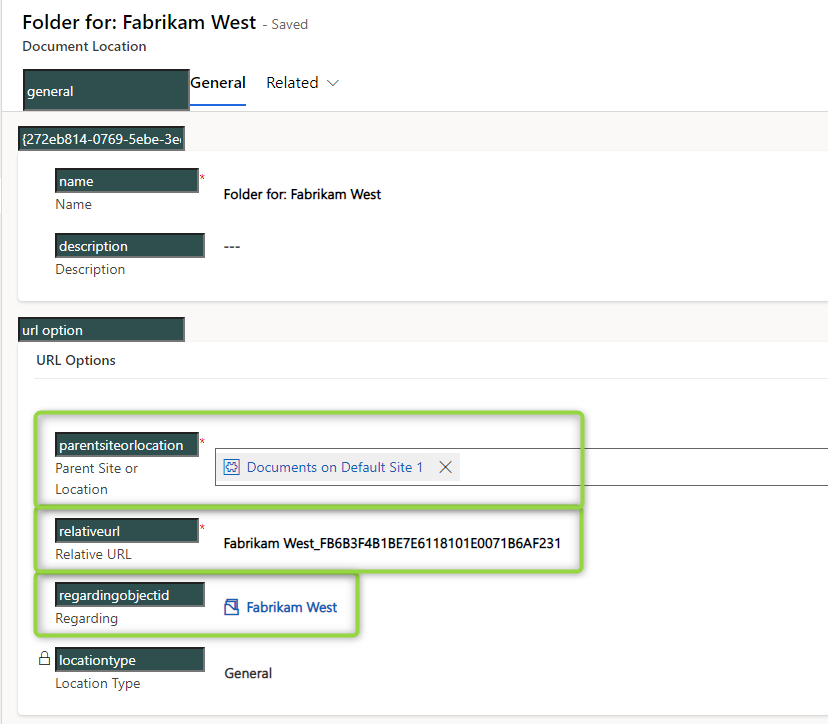 Folder for: Fabrikam West - Saved
Document Location
general
General Related
{272eb814-0769-5ebe-3e
name *
Name
Folder for: Fabrikam West
description
Description
---
url option
URL Options
parentsiteorlocation *
Parent Site or
Location
Documents on Default Site 1
relativeurl *
Relative URL
Fabrikam West_FB6B3F4B1BE7E6118101E0071B6AF231
regardingobjectid
Regarding
Fabrikam West
locationtype
Location Type
General